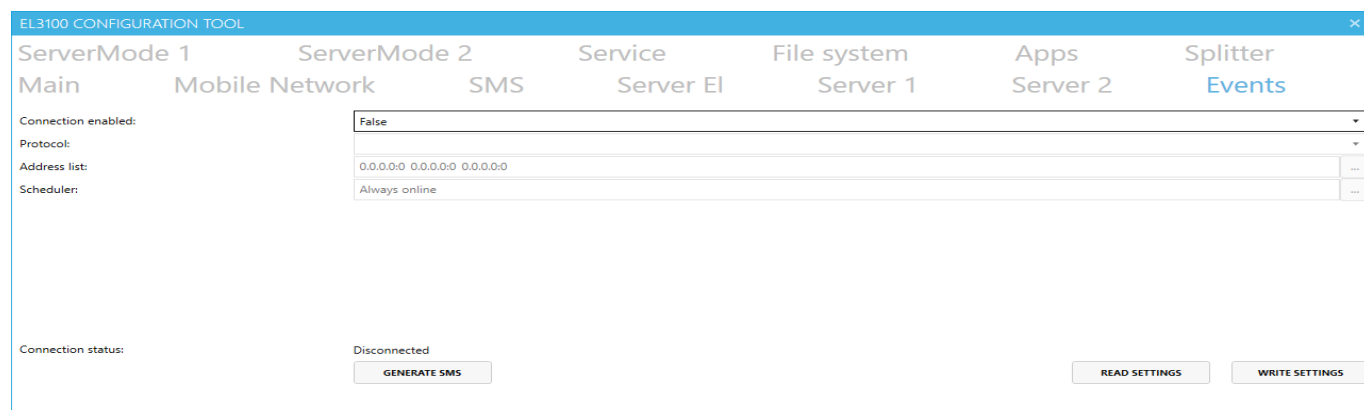 EL3100 CONFIGURATION TOOL ×
ServerMode 1 ServerMode 2 Service File system Apps Splitter
Main Mobile Network SMS Server El Server 1 Server 2 Events
Connection enabled: False
Protocol:
Address list: 0.0.0.0:0 0.0.0.0:0 0.0.0.0:0 ...
Scheduler: Always online ...
Connection status: Disconnected
GENERATE SMS READ SETTINGS WRITE SETTINGS